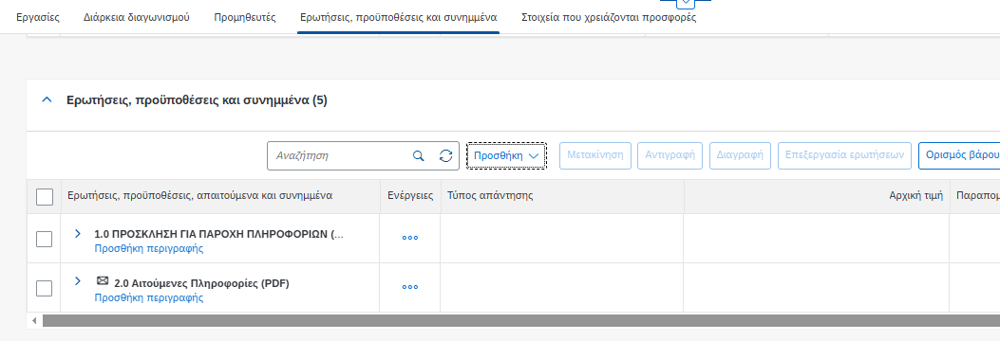 Εργασίες Διάρκεια διαγωνισμού Προμηθευτές Ερωτήσεις, προϋποθέσεις και συνημμένα Στοιχεία που χρειάζονται προσφορές
Ερωτήσεις, προϋποθέσεις και συνημμένα (5)
Αναζήτηση Προσθήκη Μετακίνηση Αντιγραφή Διαγραφή Επεξεργασία ερωτήσεων Ορισμός βάρου
Ερωτήσεις, προϋποθέσεις, απαιτούμενα και συνημμένα Ενέργειες Τύπος απάντησης Αρχική τιμή Παραπομ
1.0 ΠΡΟΣΚΛΗΣΗ ΓΙΑ ΠΑΡΟΧΗ ΠΛΗΡΟΦΟΡΙΩΝ (...
Προσθήκη περιγραφής
2.0 Αιτούμενες Πληροφορίες (PDF)
Προσθήκη περιγραφής